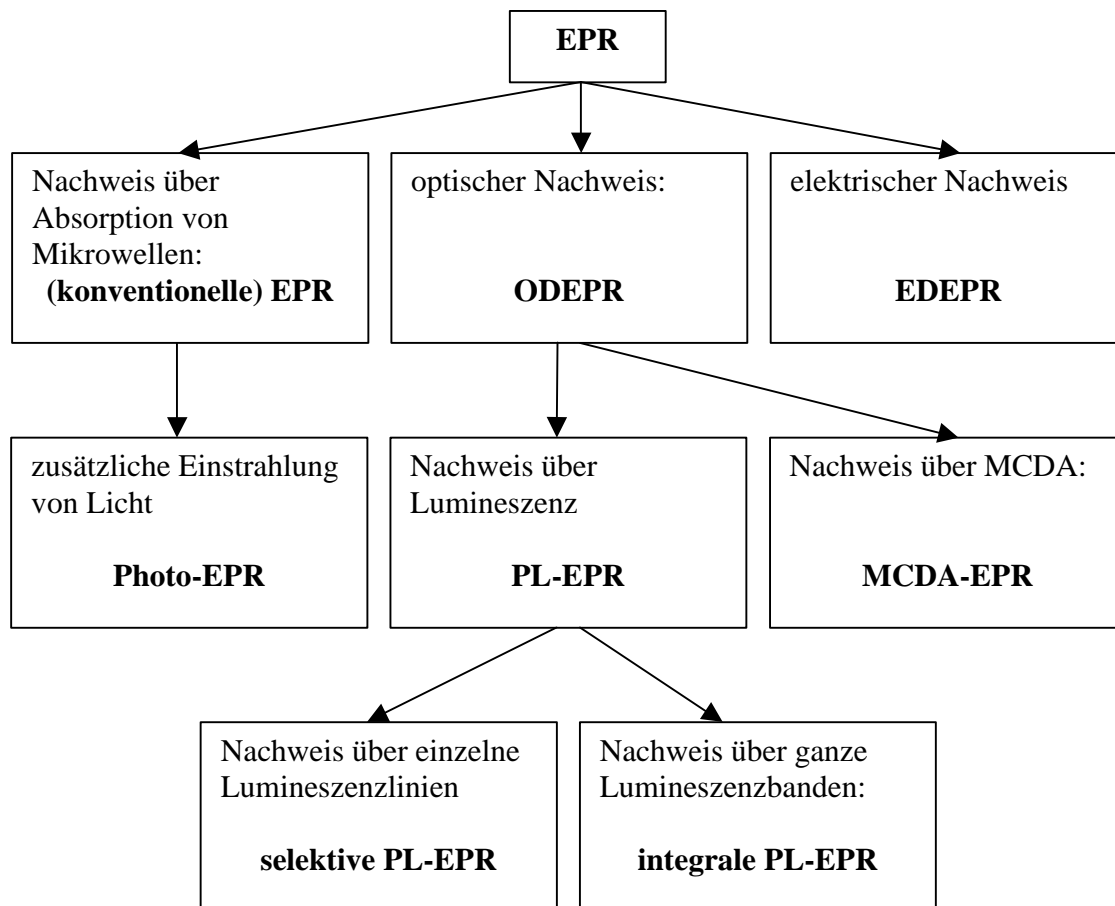 EPR
Nachweis über
Absorption von
Mikrowellen:
(konventionelle) EPR
optischer Nachweis:
ODEPR
elektrischer Nachweis
EDEPR
zusätzliche Einstrahlung
von Licht
Photo-EPR
Nachweis über
Lumineszenz
PL-EPR
Nachweis über MCDA:
MCDA-EPR
Nachweis über einzelne
Lumineszenzlinien
selektive PL-EPR
Nachweis über ganze
Lumineszenzbanden:
integrale PL-EPR